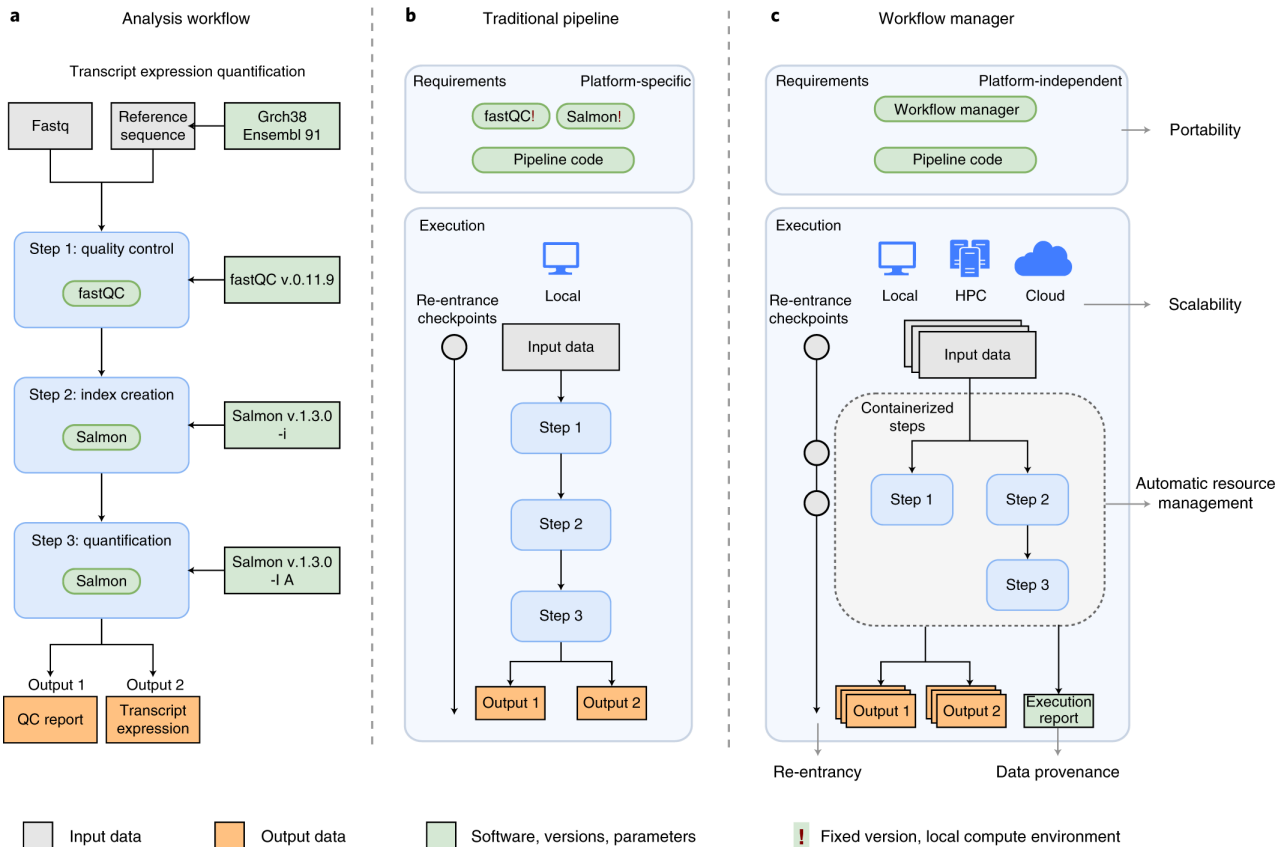 a
Analysis workflow
Transcript expression quantification
Fastq
Reference
sequence
Grch38
Ensembl 91
Step 1: quality control
fastQC
fastQC v.0.11.9
Step 2: index creation
Salmon
Salmon v.1.3.0
-i
Step 3: quantification
Salmon
Salmon v.1.3.0
-l A
Output 1
Output 2
QC report
Transcript
expression
b
Traditional pipeline
Requirements
Platform-specific
fastQC!
Salmon!
Pipeline code
Execution
Local
Re-entrance
checkpoints
Input data
Step 1
Step 2
Step 3
Output 1
Output 2
c
Workflow manager
Requirements
Platform-independent
Workflow manager
Pipeline code
Portability
Execution
Local
HPC
Cloud
Scalability
Re-entrance
checkpoints
Input data
Containerized
steps
Step 1
Step 2
Step 3
Automatic resource
management
Output 1
Output 2
Execution
report
Re-entrancy
Data provenance
Input data
Output data
Software, versions, parameters
!
Fixed version, local compute environment